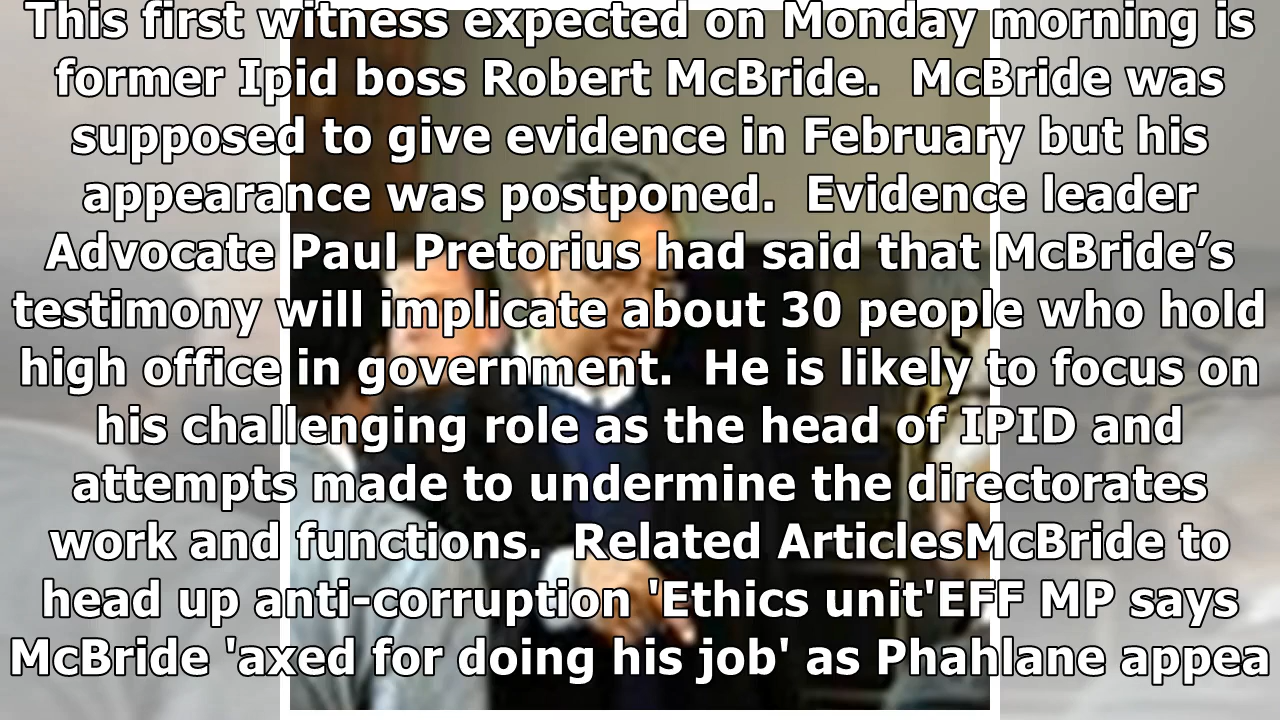 This first witness expected on Monday morning is
former Ipid boss Robert McBride.  McBride was
supposed to give evidence in February but his
appearance was postponed.  Evidence leader
Advocate Paul Pretorius had said that McBride’s
testimony will implicate about 30 people who hold
high office in government.  He is likely to focus on
his challenging role as the head of IPID and
attempts made to undermine the directorates
work and functions.  Related ArticlesMcBride to
head up anti-corruption 'Ethics unit'EFF MP says
McBride 'axed for doing his job' as Phahlane appea